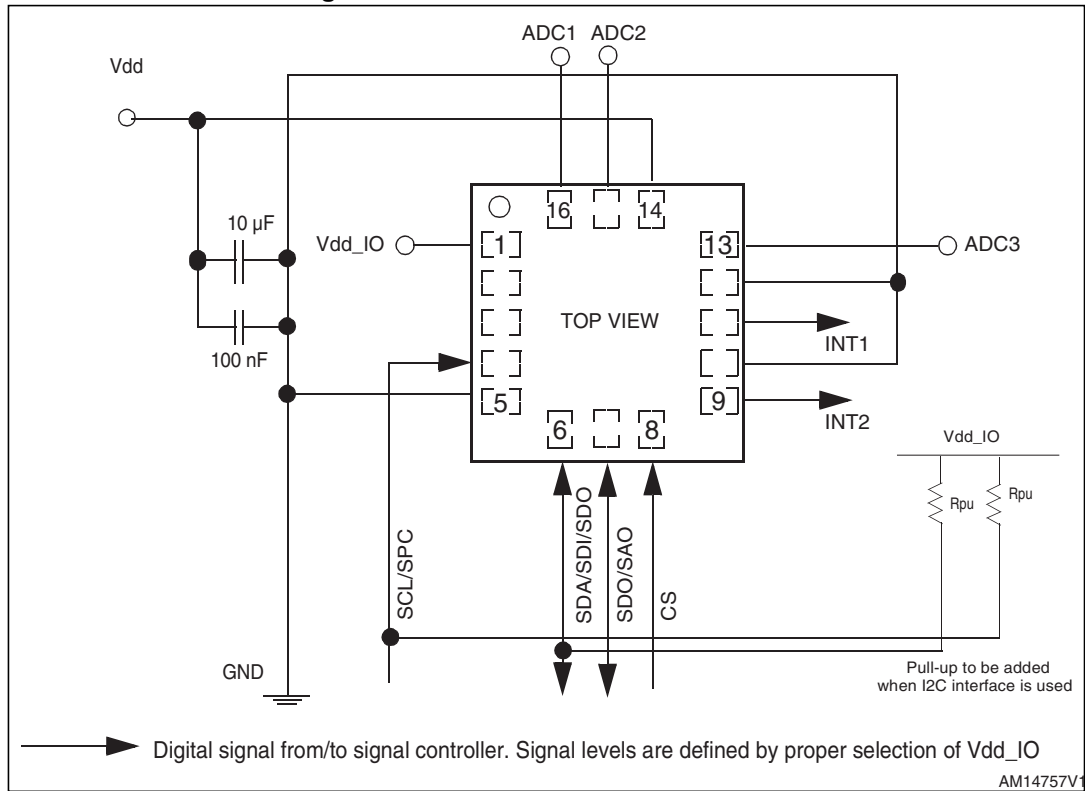 ADC1 ADC2
Vdd
16 14
10 µF
Vdd_IO 1 13 ADC3
TOP VIEW
INT1
100 nF
5 9
INT2
6 8
Vdd_IO
Rpu Rpu
SCL/SPC
SDA/SDI/SDO
SDO/SAO
CS
GND
Pull-up to be added
when I2C interface is used
Digital signal from/to signal controller. Signal levels are defined by proper selection of Vdd_IO
AM14757V1